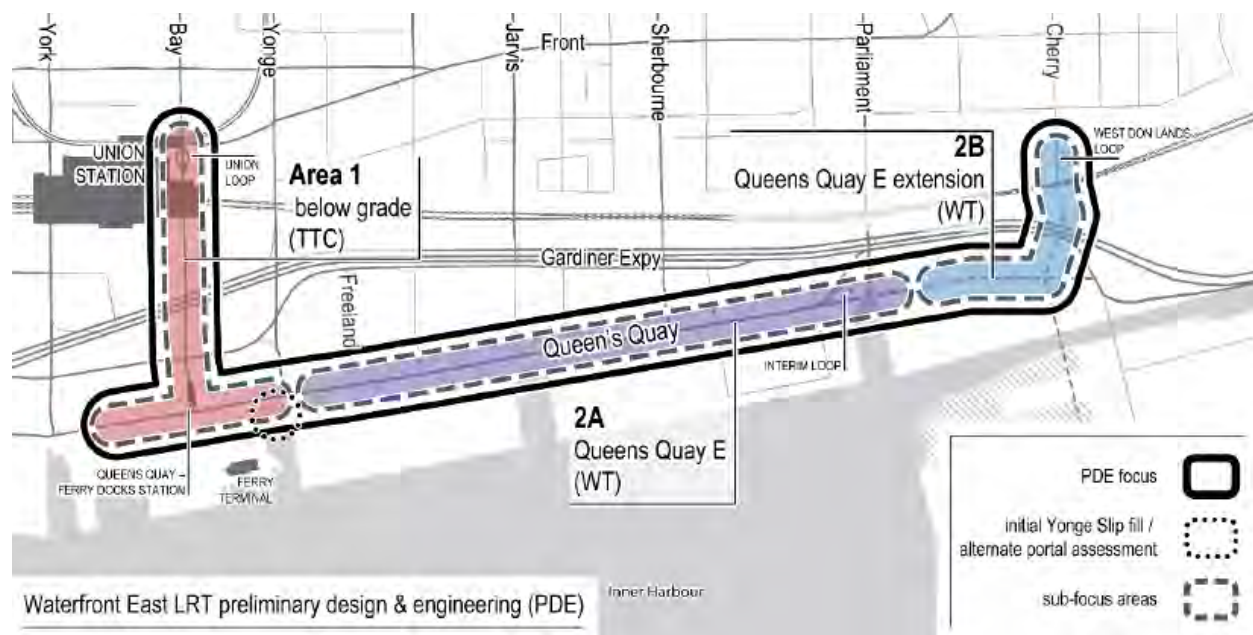 York
Bay
Yonge
Jarvis
Front
Sherbourne
Parliament
Cherry
UNION
STATION
UNION
LOOP
Area 1
below grade
(TTC)
2B
Queens Quay E extension
(WT)
WEST DON LANDS
LOOP
Gardiner Expy
Freeland
Queen's Quay
INTERIM LOOP
2A
Queens Quay E
(WT)
QUEENS QUAY –
FERRY DOCKS STATION
FERRY
TERMINAL
PDE focus
initial Yonge Slip fill /
alternate portal assessment
sub-focus areas
Inner Harbour
Waterfront East LRT preliminary design & engineering (PDE)